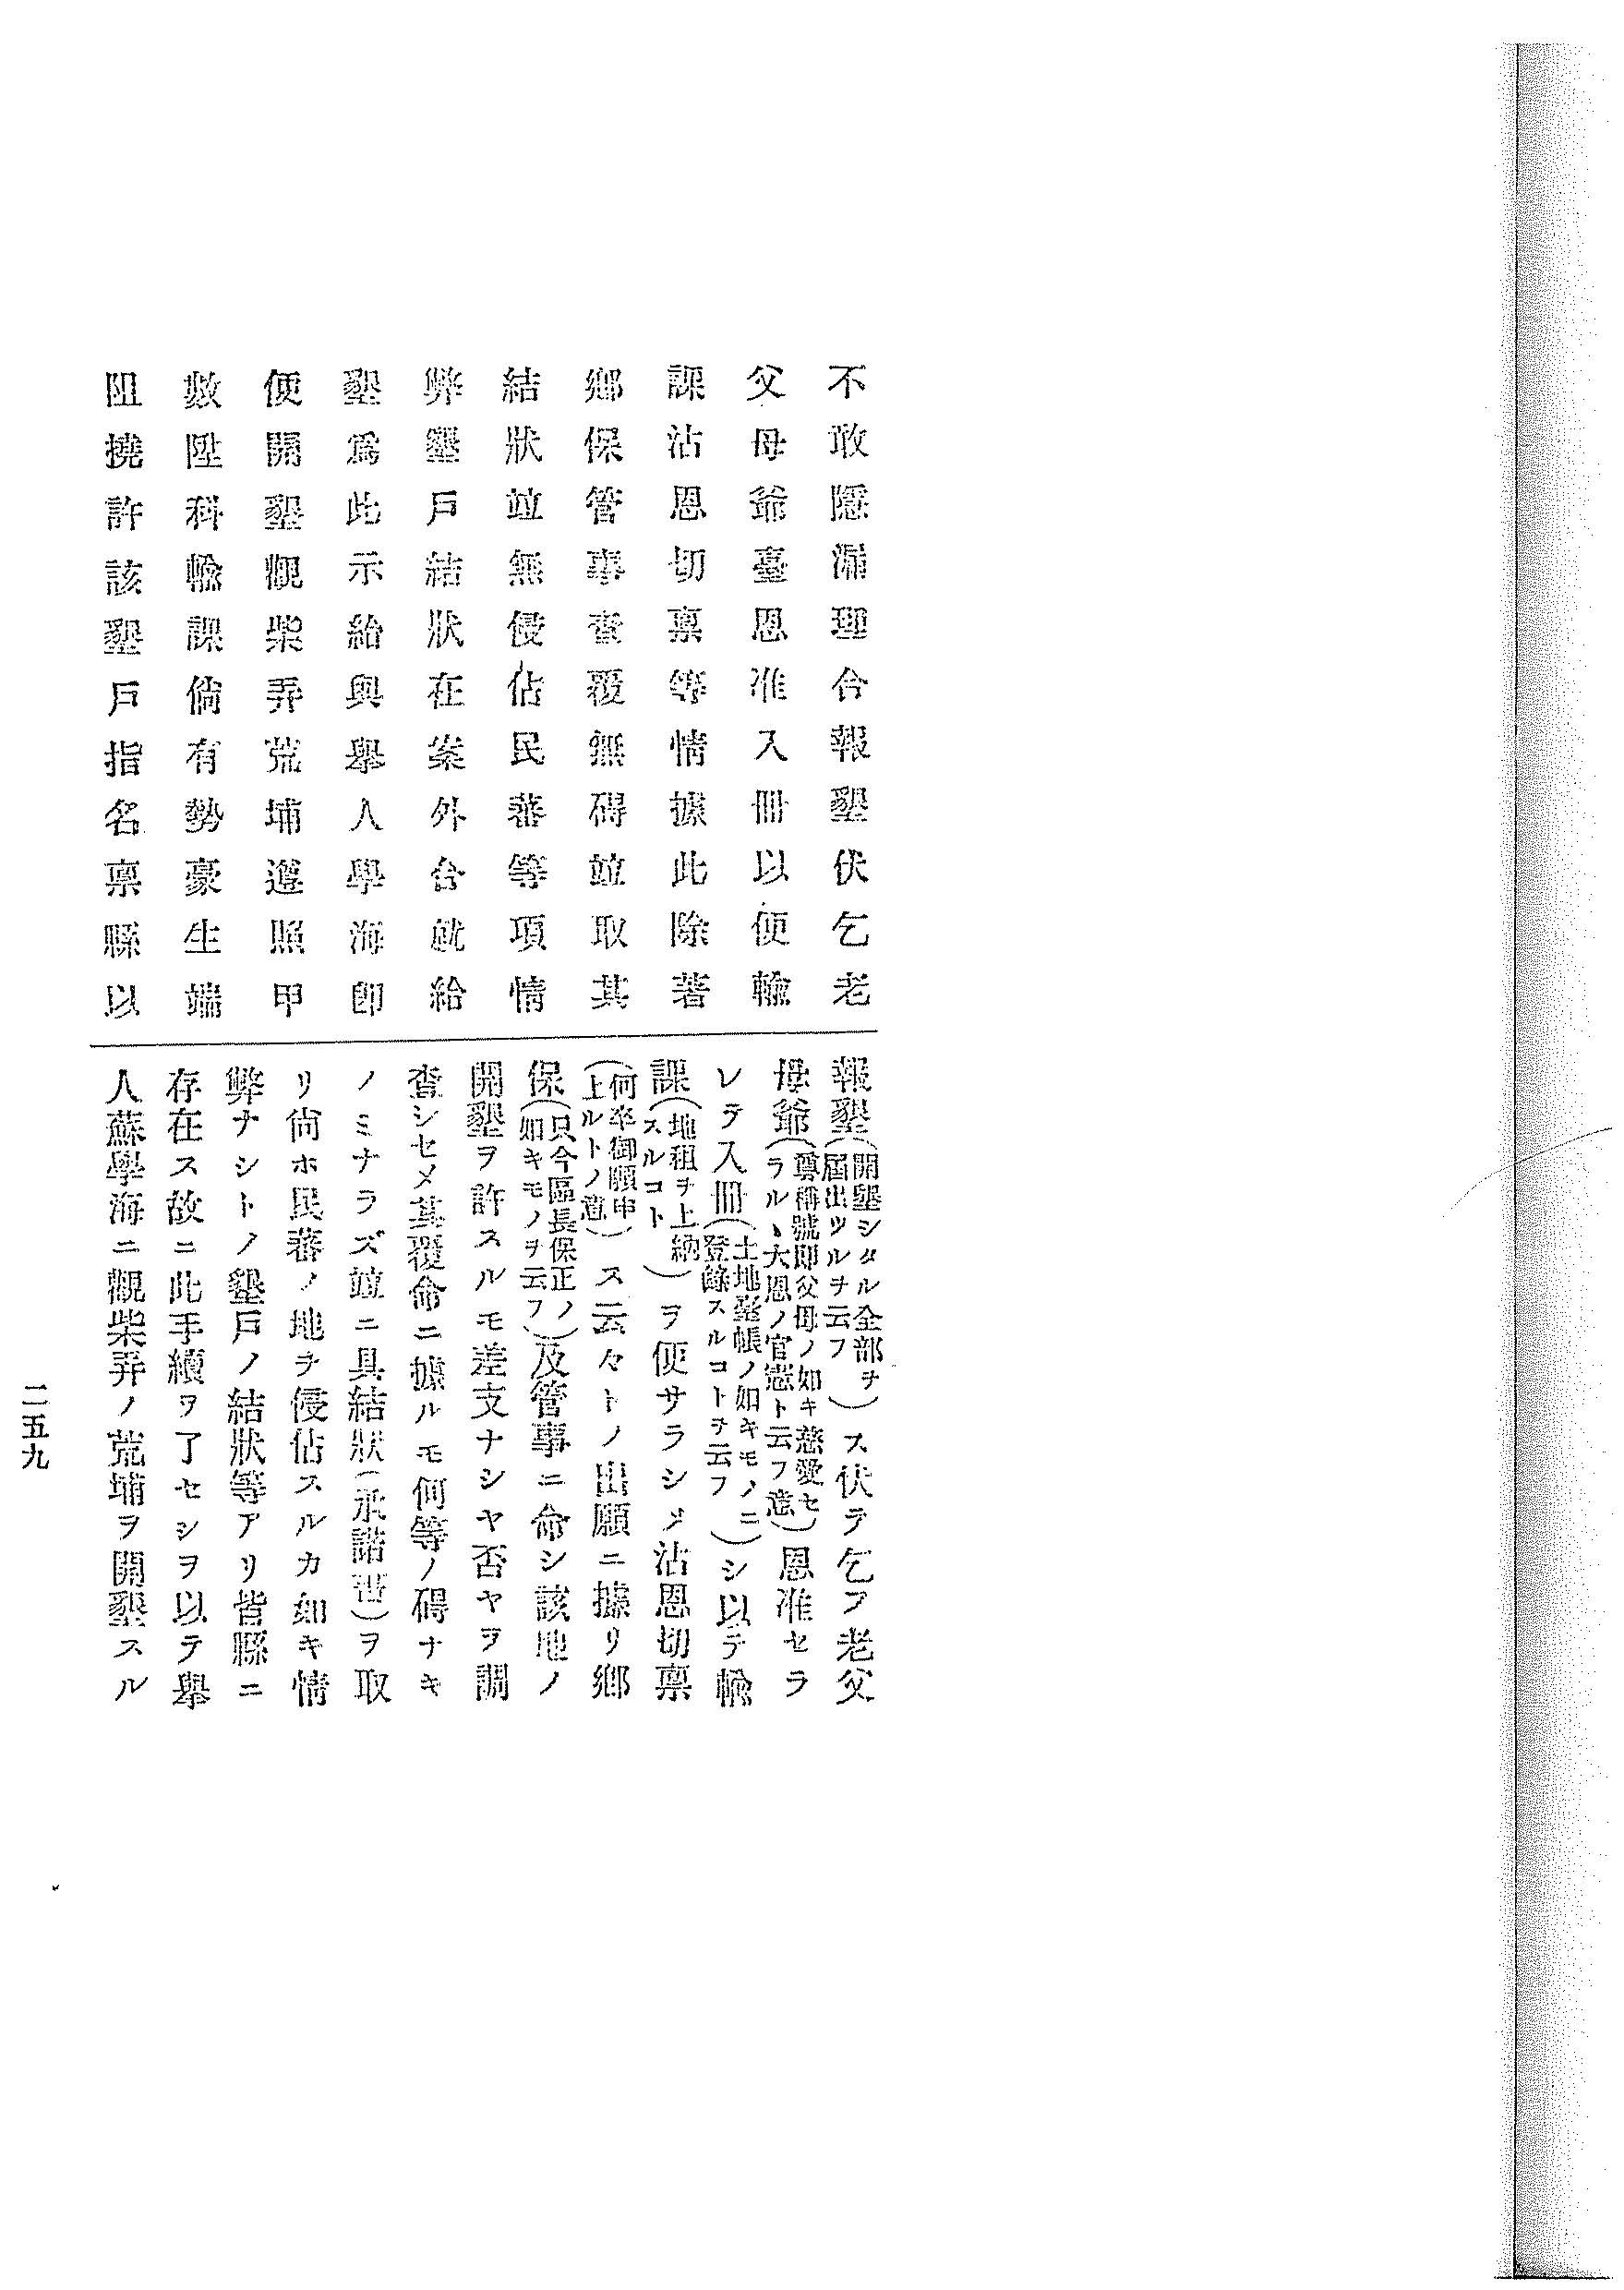 不敢隱漏理合報墾伏乞老
父母爺臺恩准入冊以便輸
課沾恩切稟等情據此除著
鄉保管事查覆無碍竝取其
結狀竝無侵佔民蕃等項情
弊墾戶結狀在案外合就給
墾爲此示給與舉人學海卽
便開墾覶柴弄荒埔遵照甲
數陞科輸課倘有勢豪生端
阻撓許該墾戶指名稟縣以
報墾(開墾シタル全部ヲ屆出ツルヲ云フ)ス伏テ乞フ老父
母爺(尊稱號卽父母ノ如キ慈愛セラルヽ大恩ノ官憲ト云フ意)恩准セラ
レテ入冊(土地臺帳ノ如キモノニ登錄スルコトヲ云フ)シ以テ輸
課(地租ヲ上納スルコト)ヲ便サラシメ沾恩切稟
(何卒御願申上ルトノ意)ス云々トノ出願ニ據リ鄉
保(只今區長保正ノ如キモノヲ云フ)及管事ニ命シ該地ノ
開墾ヲ許スルモ差支ナシヤ否ヤヲ調
查シセメ其覆命ニ據ルモ何等ノ碍ナキ
ノミナラズ竝ニ具結狀(承諾書)ヲ取
リ尙ホ民蕃ノ地ヲ侵佔スルカ如キ情
弊ナシトノ墾戶ノ結狀等アリ皆縣ニ
存在ス故ニ此手續ヲ了セシヲ以テ舉
人蘇學海ニ覶柴弄ノ荒埔ヲ開墾スル
二五九